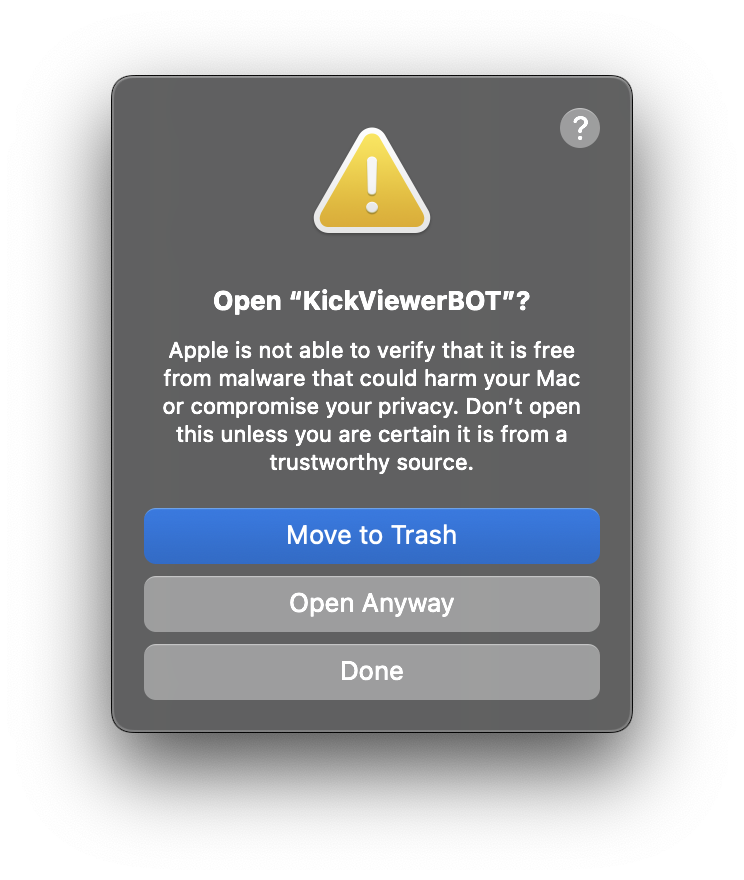 ?
Open “KickViewerBOT”?
Apple is not able to verify that it is free
from malware that could harm your Mac
or compromise your privacy. Don’t open
this unless you are certain it is from a
trustworthy source.
Move to Trash
Open Anyway
Done